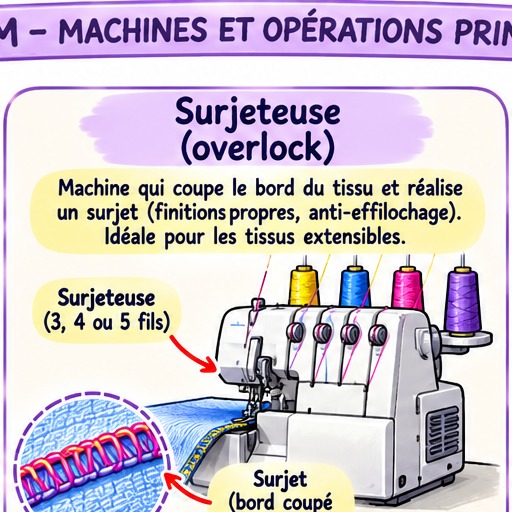 M – MACHINES ET OPÉRATIONS PRIN
Surjeteuse
(overlock)
Machine qui coupe le bord du tissu et réalise
un surjet (finitions propres, anti-effilochage).
Idéale pour les tissus extensibles.
Surjeteuse
(3, 4 ou 5 fils)
Surjet
(bord coupé